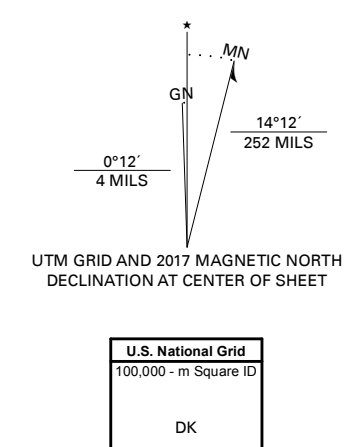 ★
MN
GN
14°12´
252 MILS
0°12´
4 MILS
UTM GRID AND 2017 MAGNETIC NORTH
DECLINATION AT CENTER OF SHEET
U.S. National Grid
100,000 - m Square ID
DK